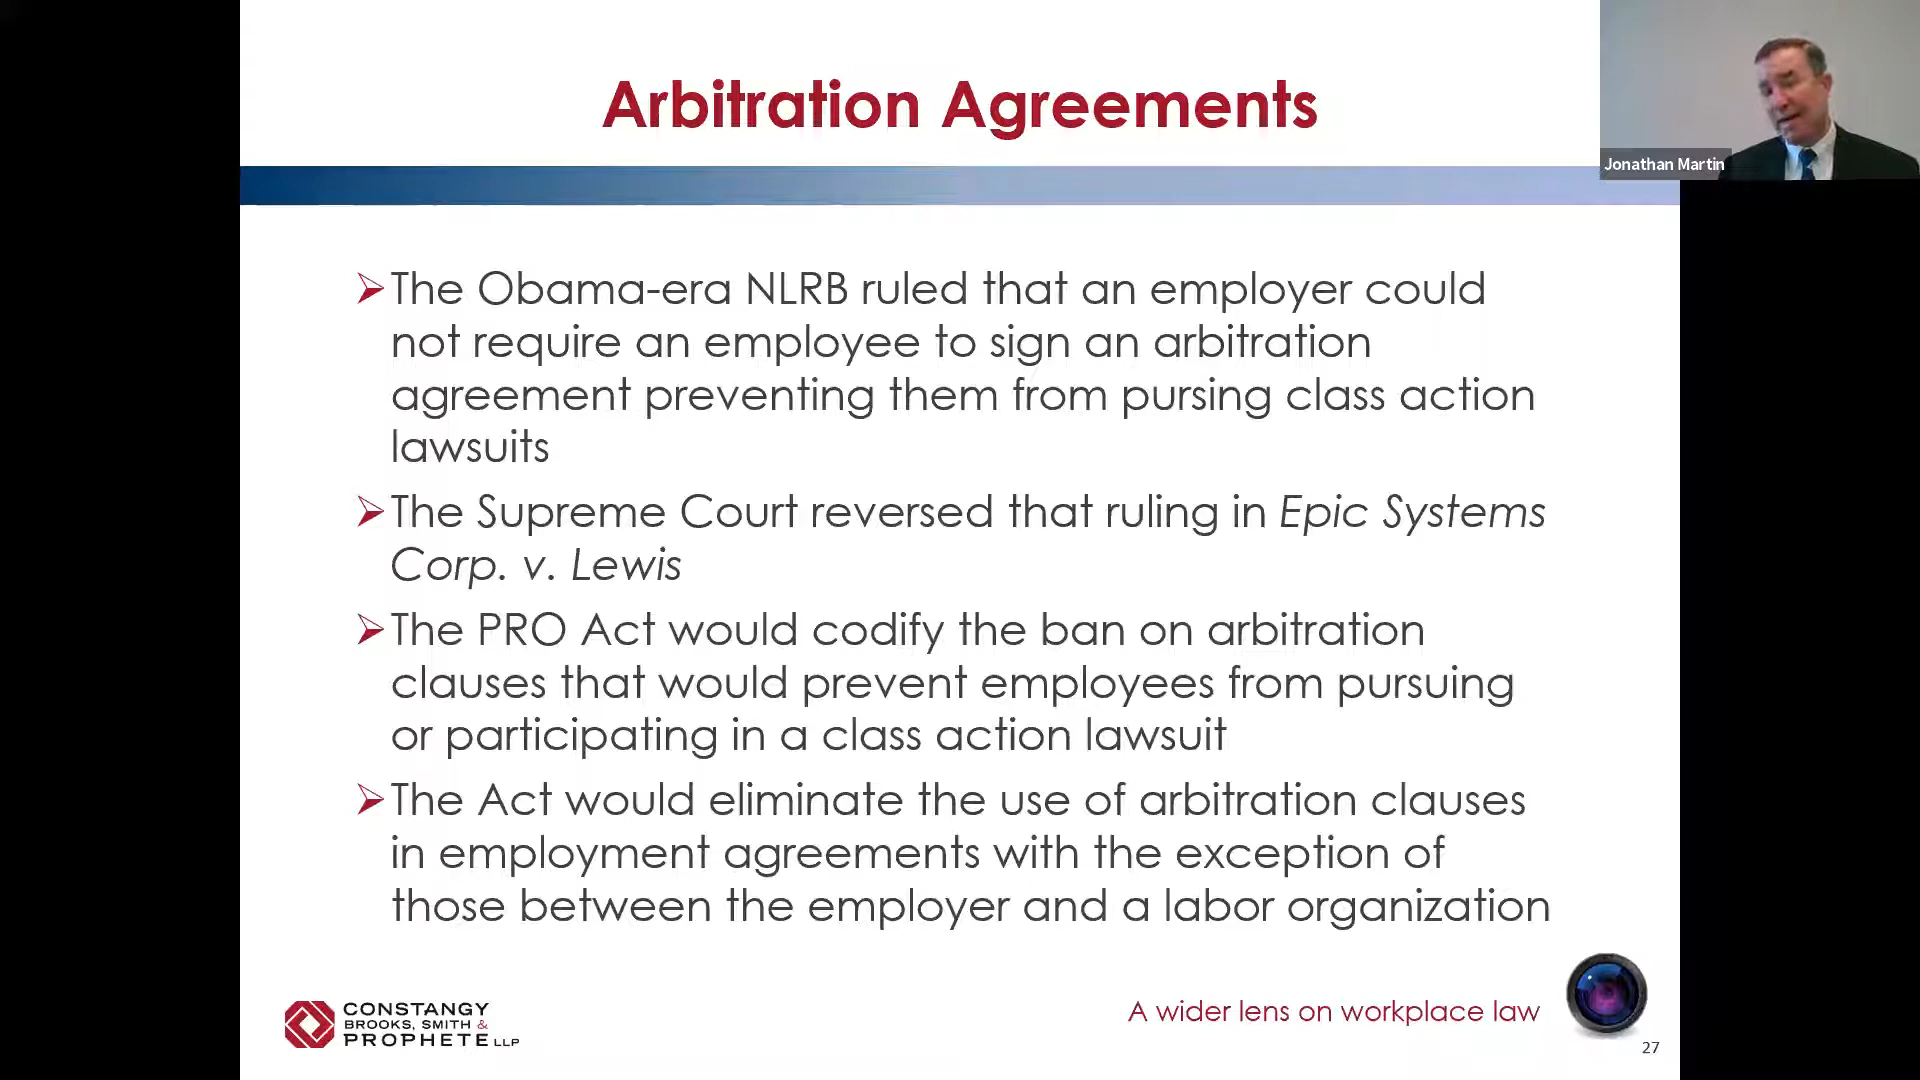 Arbitration Agreements
Jonathan Martin
The Obama-era NLRB ruled that an employer could
not require an employee to sign an arbitration
agreement preventing them from pursing class action
lawsuits
The Supreme Court reversed that ruling in Epic Systems
Corp. v. Lewis
The PRO Act would codify the ban on arbitration
clauses that would prevent employees from pursuing
or participating in a class action lawsuit
The Act would eliminate the use of arbitration clauses
in employment agreements with the exception of
those between the employer and a labor organization
CONSTANGY
BROOKS, SMITH &
PROPHETE LLP
A wider lens on workplace law
27